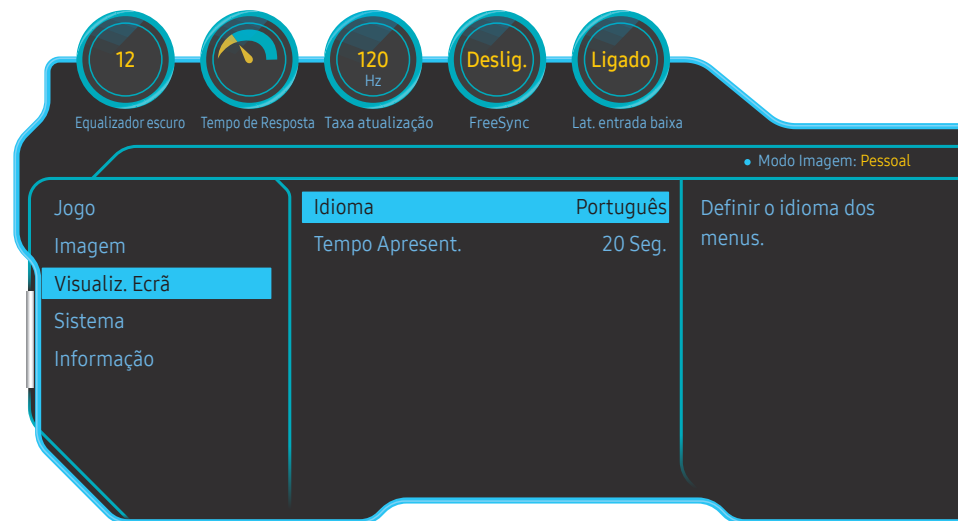 12
120
Hz
Deslig.
Ligado
Equalizador escuro
Tempo de Resposta
Taxa atualização
FreeSync
Lat. entrada baixa
• Modo Imagem: Pessoal
Jogo
Imagem
Visualiz. Ecrã
Sistema
Informação
Idioma Português
Tempo Apresent. 20 Seg.
Definir o idioma dos
menus.